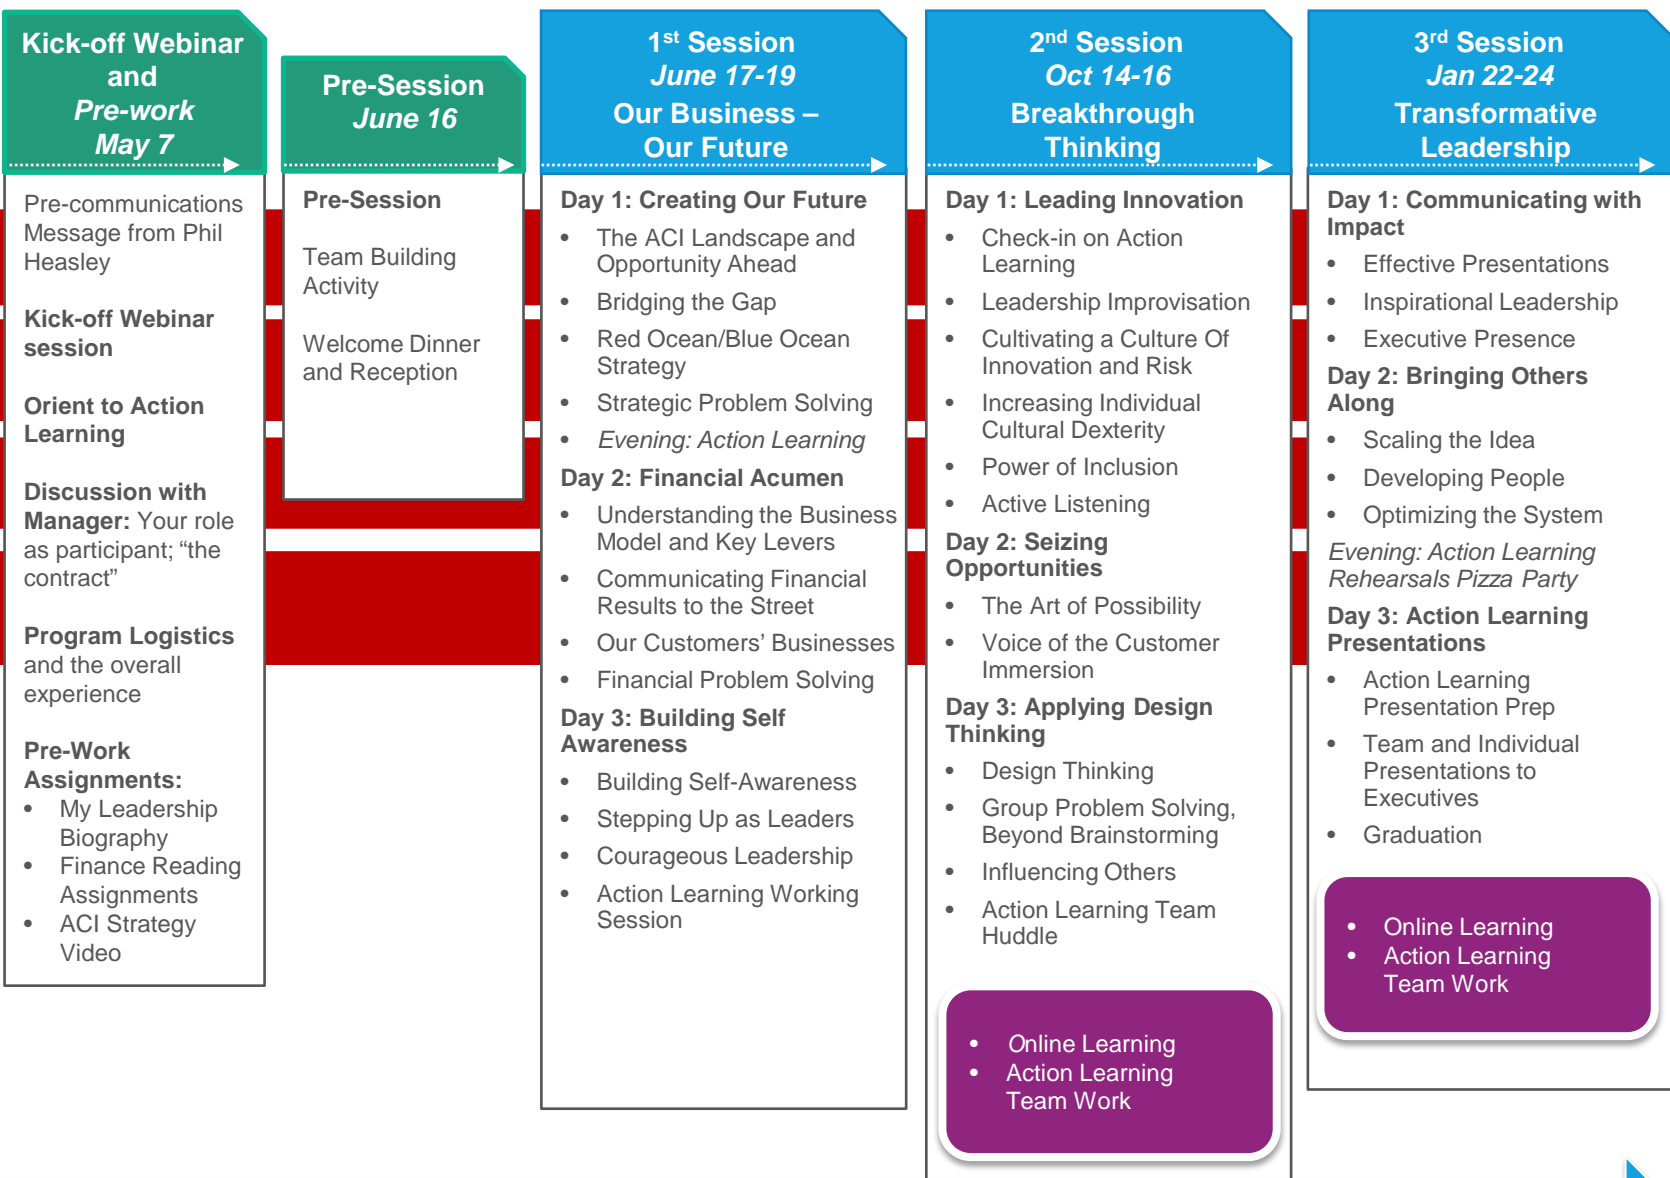 Kick-off Webinar
and
Pre-work
May 7
Pre-communications
Message from Phil
Heasley
Kick-off Webinar
session
Orient to Action
Learning
Discussion with
Manager: Your role
as participant; “the
contract”
Program Logistics
and the overall
experience
Pre-Work
Assignments:
• My Leadership
Biography
• Finance Reading
Assignments
• ACI Strategy
Video
Pre-Session
June 16
Pre-Session
Team Building
Activity
Welcome Dinner
and Reception
1st Session
June 17-19
Our Business –
Our Future
Day 1: Creating Our Future
• The ACI Landscape and
Opportunity Ahead
• Bridging the Gap
• Red Ocean/Blue Ocean
Strategy
• Strategic Problem Solving
• Evening: Action Learning
Day 2: Financial Acumen
• Understanding the Business
Model and Key Levers
• Communicating Financial
Results to the Street
• Our Customers’ Businesses
• Financial Problem Solving
Day 3: Building Self
Awareness
• Building Self-Awareness
• Stepping Up as Leaders
• Courageous Leadership
• Action Learning Working
Session
2nd Session
Oct 14-16
Breakthrough
Thinking
Day 1: Leading Innovation
• Check-in on Action
Learning
• Leadership Improvisation
• Cultivating a Culture Of
Innovation and Risk
• Increasing Individual
Cultural Dexterity
• Power of Inclusion
• Active Listening
Day 2: Seizing
Opportunities
• The Art of Possibility
• Voice of the Customer
Immersion
Day 3: Applying Design
Thinking
• Design Thinking
• Group Problem Solving,
Beyond Brainstorming
• Influencing Others
• Action Learning Team
Huddle
• Online Learning
• Action Learning
Team Work
3rd Session
Jan 22-24
Transformative
Leadership
Day 1: Communicating with
Impact
• Effective Presentations
• Inspirational Leadership
• Executive Presence
Day 2: Bringing Others
Along
• Scaling the Idea
• Developing People
• Optimizing the System
Evening: Action Learning
Rehearsals Pizza Party
Day 3: Action Learning
Presentations
• Action Learning
Presentation Prep
• Team and Individual
Presentations to
Executives
• Graduation
• Online Learning
• Action Learning
Team Work